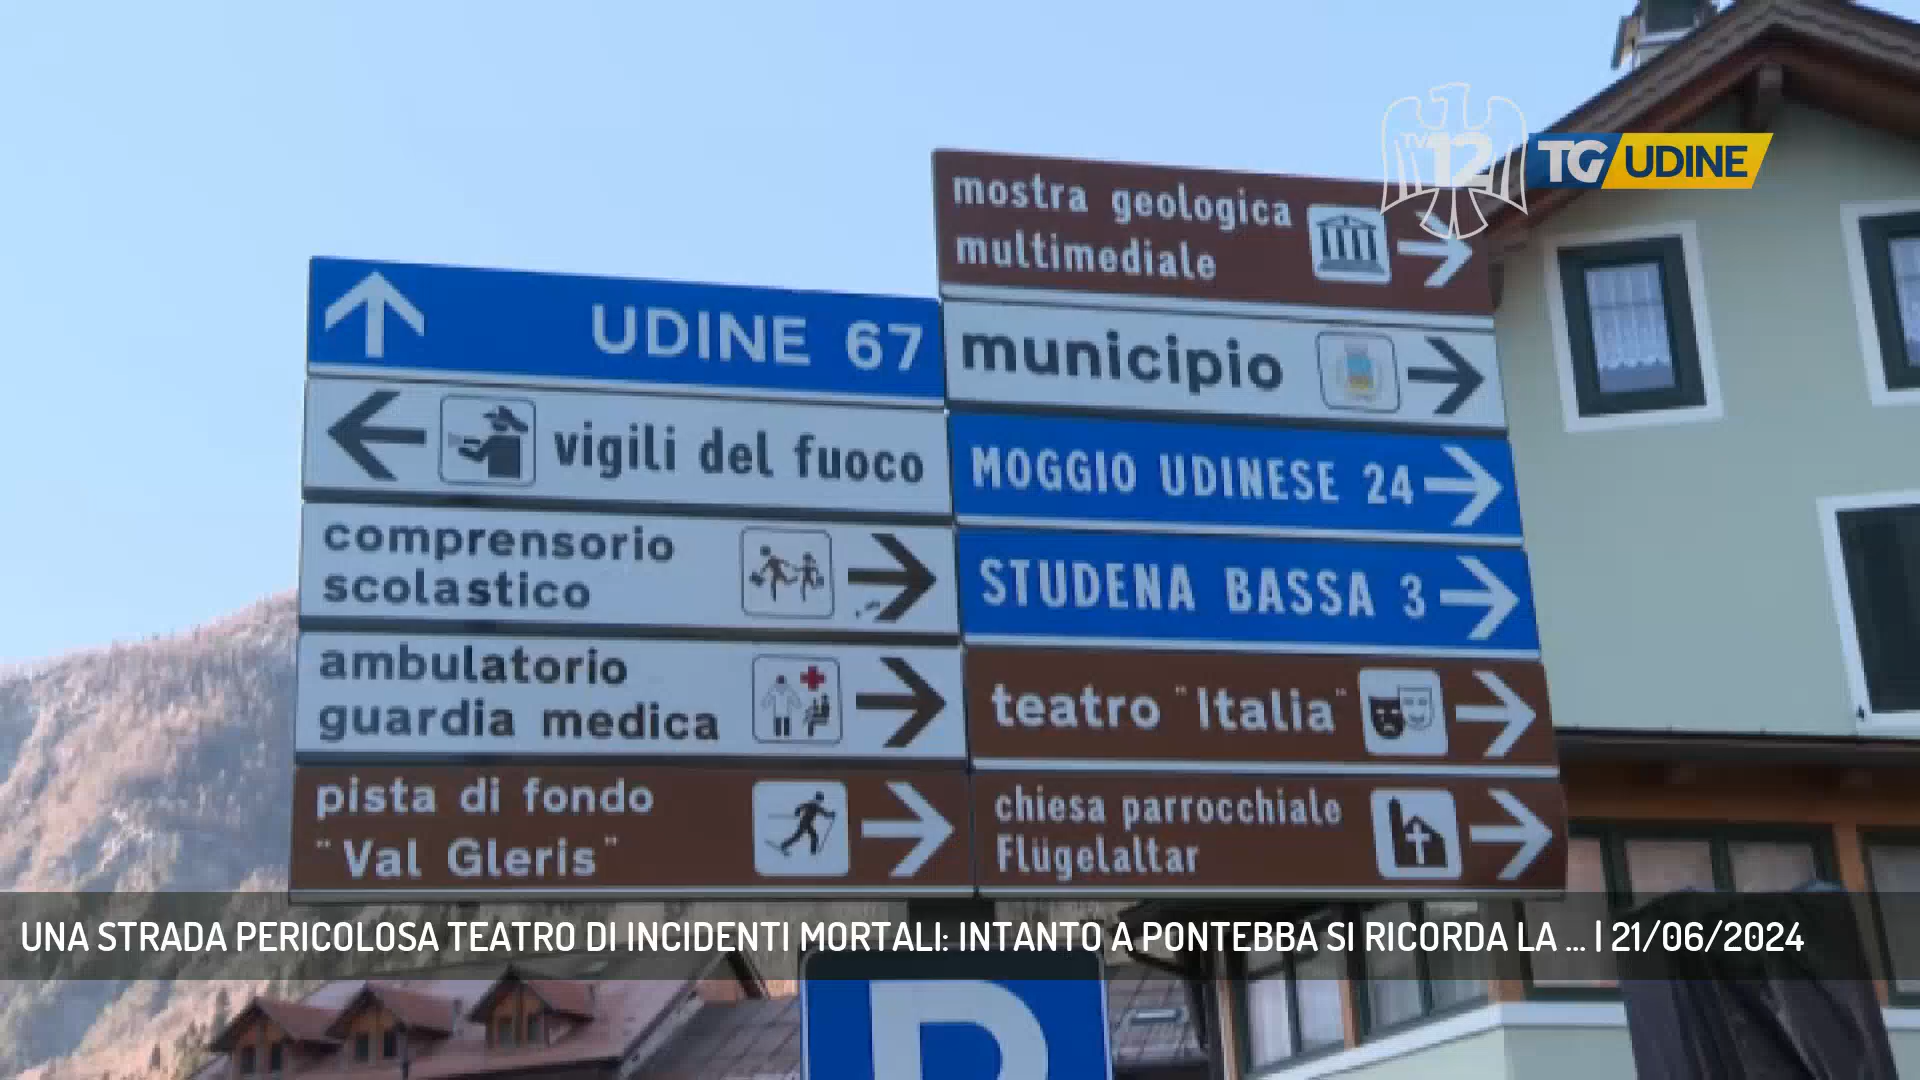 TV 12
TG UDINE
UDINE 67
vigili del fuoco
comprensorio
scolastico
ambulatorio
guardia medica
pista di fondo
"Val Gleris"
mostra geologica
multimediale
municipio
MOGGIO UDINESE 24
STUDENA BASSA 3
teatro "Italia"
chiesa parrocchiale
Flügelaltar
UNA STRADA PERICOLOSA TEATRO DI INCIDENTI MORTALI: INTANTO A PONTEBBA SI RICORDA LA ... | 21/06/2024
P